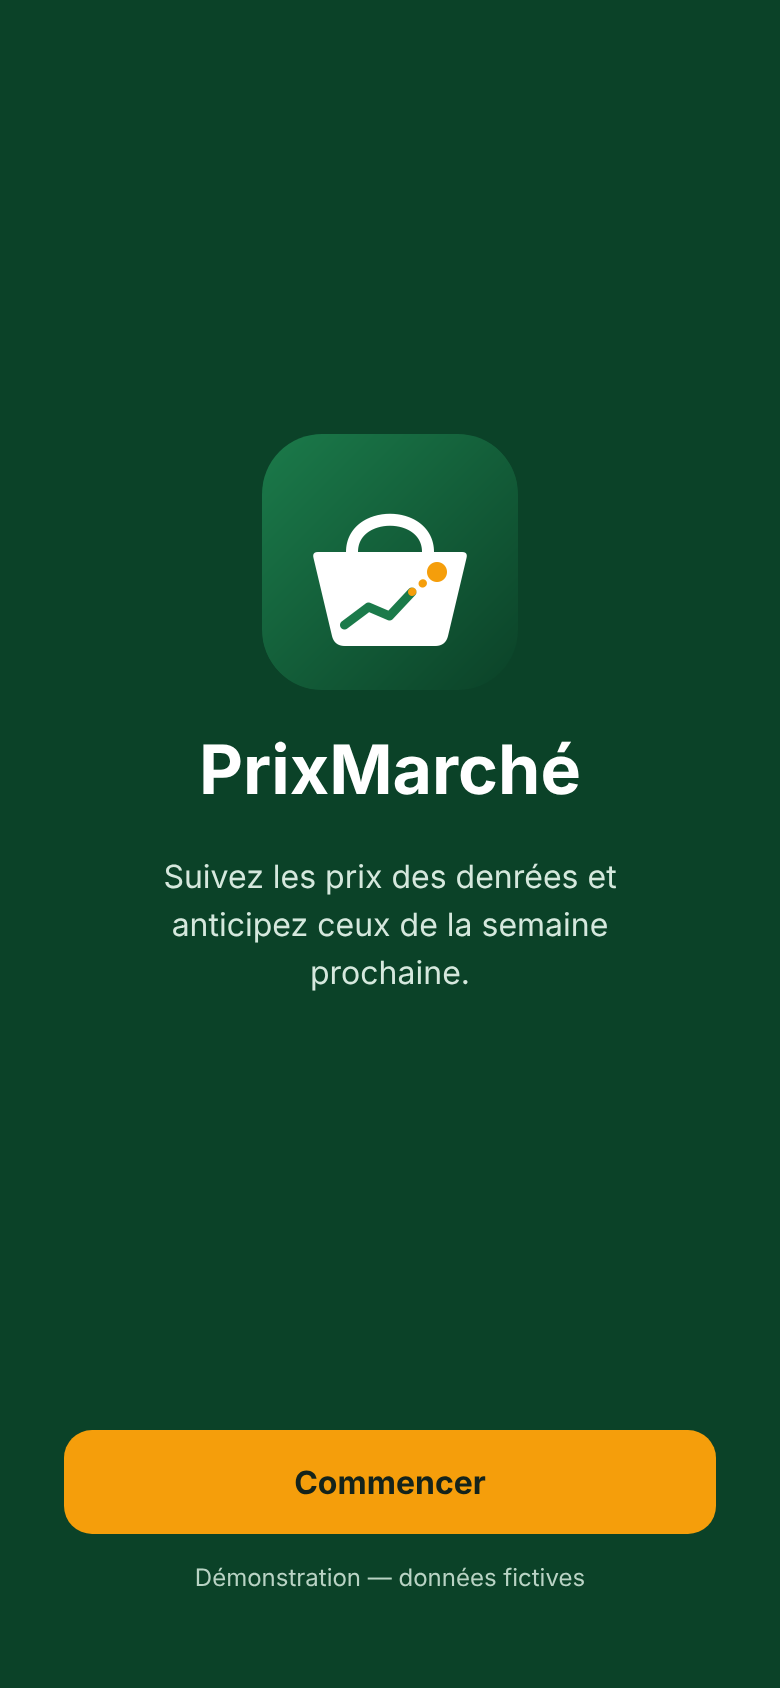 PrixMarché
Suivez les prix des denrées et
anticipez ceux de la semaine
prochaine.
Commencer
Démonstration — données fictives